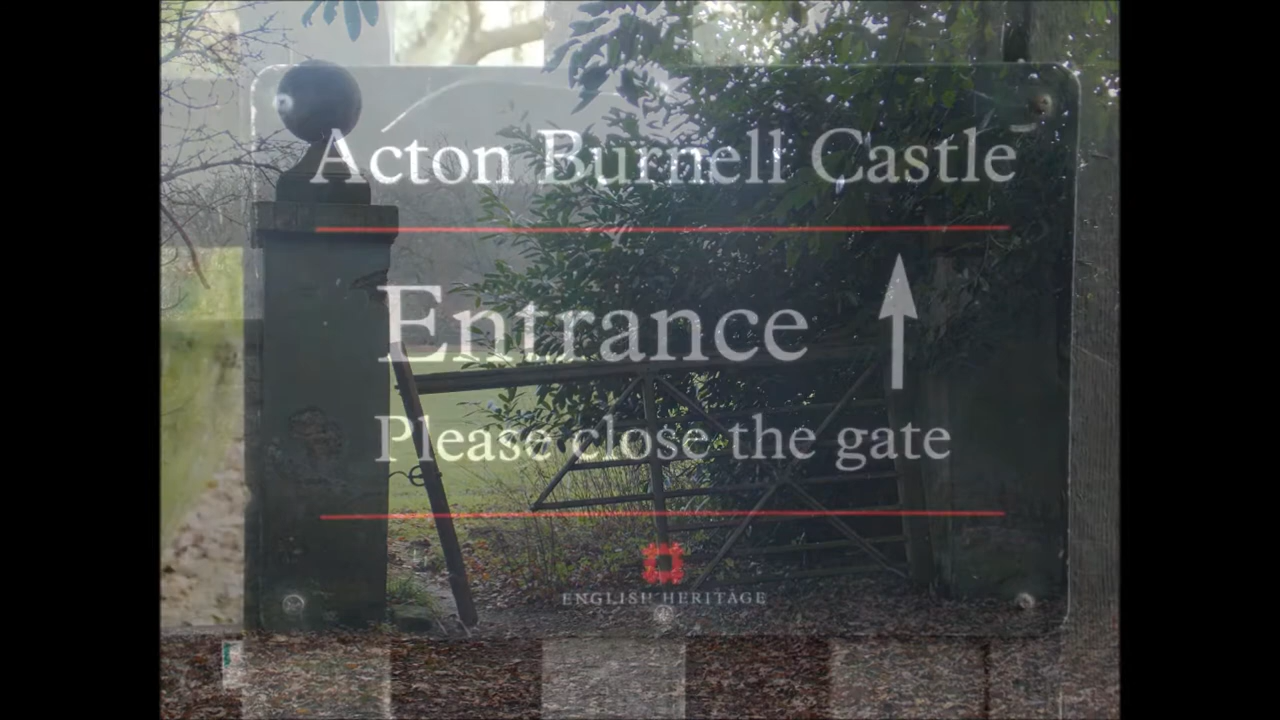 Acton Burnell Castle
Entrance
Please close the gate
ENGLISH HERITAGE